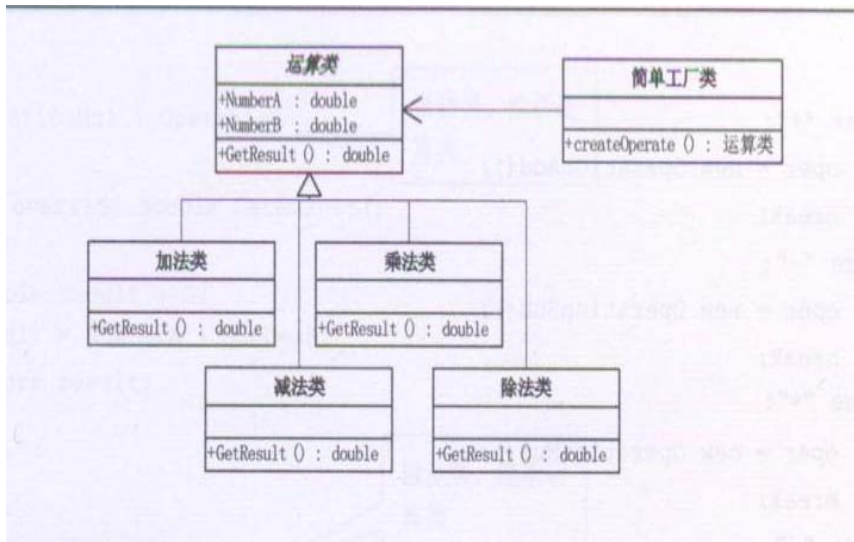 运算类
+NumberA : double
+NumberB : double
+GetResult () : double
简单工厂类
+createOperate () : 运算类
加法类
+GetResult () : double
乘法类
+GetResult () : double
减法类
+GetResult () : double
除法类
+GetResult () : double